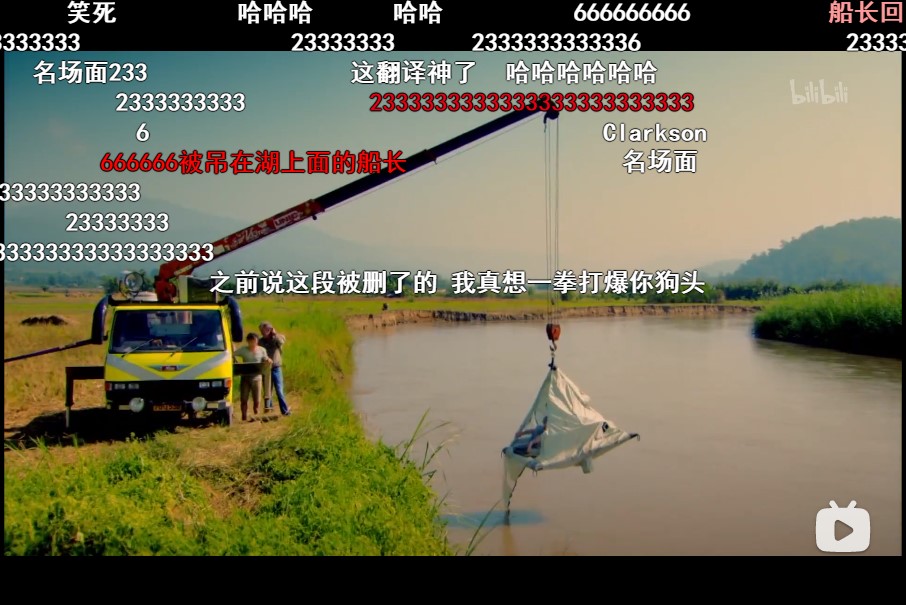 笑死 哈哈哈 哈哈 666666666 船长回
3333333 23333333 2333333333336 23333
名场面233 这翻译神了 哈哈哈哈哈哈
bilibili
2333333333 2333333333333333333333333
6 Clarkson
666666被吊在湖上面的船长 名场面
33333333333
23333333
33333333333333333
之前说这段被删了的 我真想一拳打爆你狗头